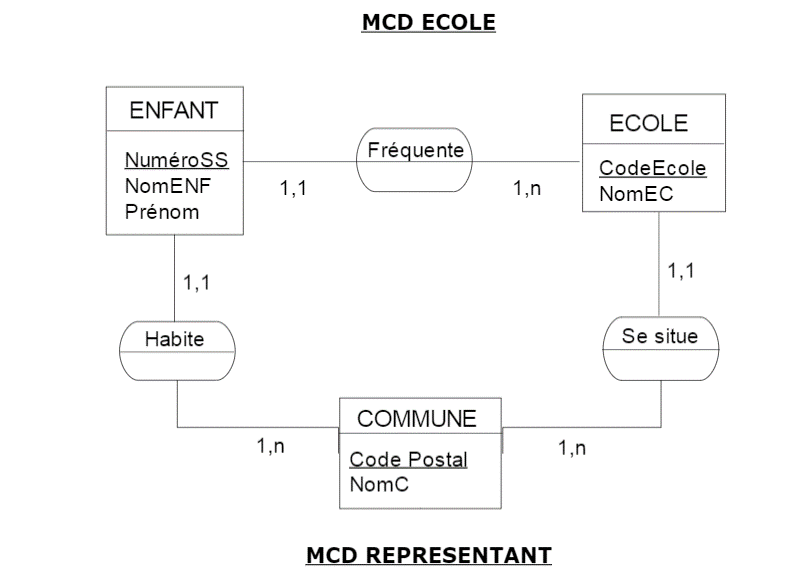 MCD ECOLE
ENFANT
NuméroSS
NomENF
Prénom
1,1
Fréquente
1,n
ECOLE
CodeEcole
NomEC
1,1
Habite
1,1
Se situe
1,n
COMMUNE
Code Postal
NomC
1,n
MCD REPRESENTANT